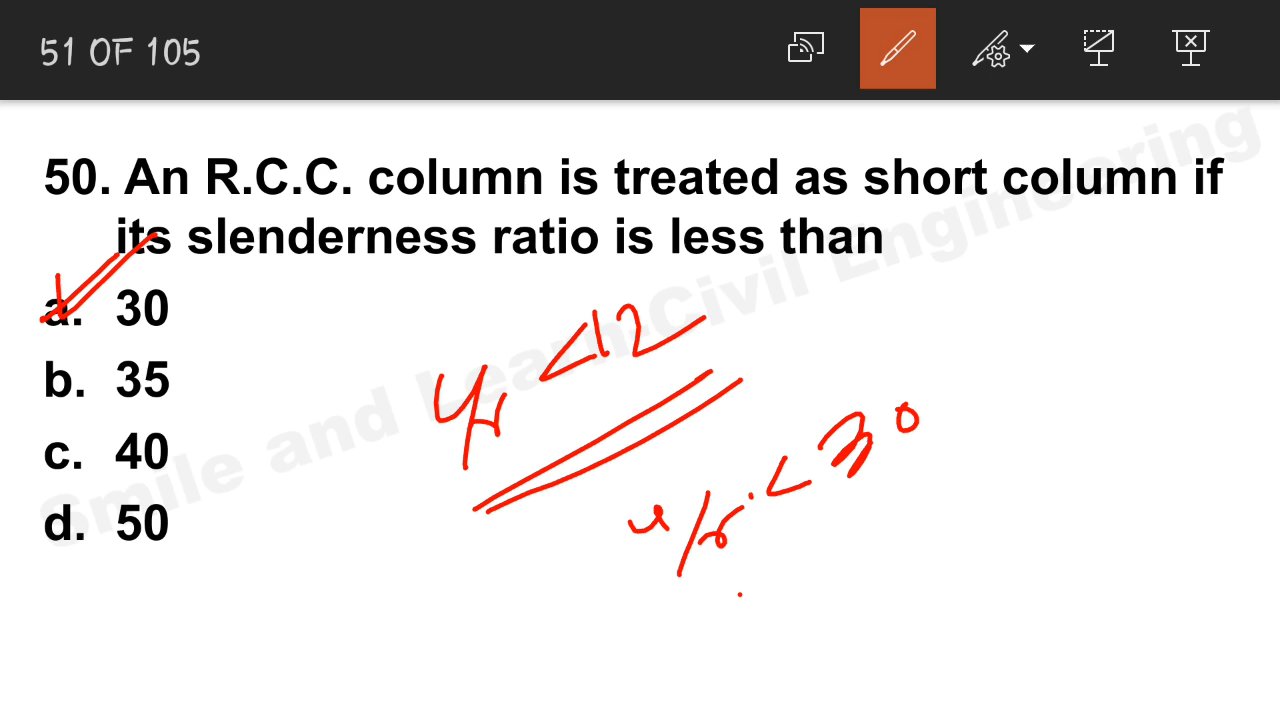 51 OF 105
50. An R.C.C. column is treated as short column if
its slenderness ratio is less than
a. 30
b. 35
c. 40
d. 50
<12
<30
Smile and Learn-Civil Engineering